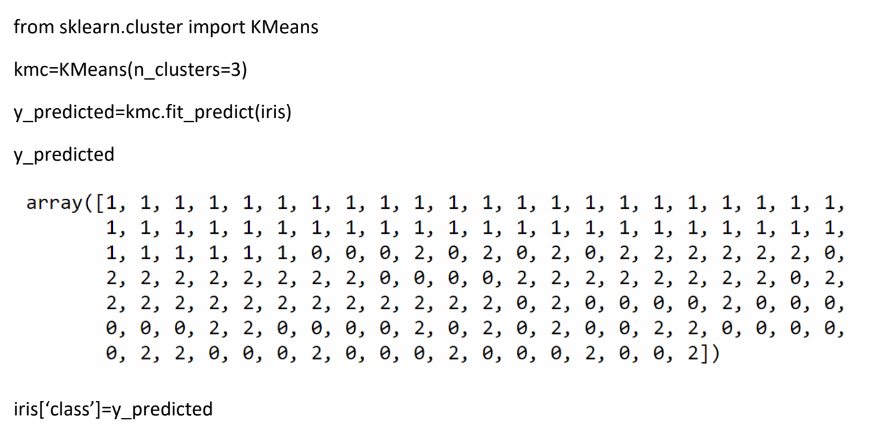 from sklearn.cluster import KMeans
kmc=KMeans(n_clusters=3)
y_predicted=kmc.fit_predict(iris)
y_predicted
array([1, 1, 1, 1, 1, 1, 1, 1, 1, 1, 1, 1, 1, 1, 1, 1, 1, 1, 1, 1, 1, 1,
1, 1, 1, 1, 1, 1, 1, 1, 1, 1, 1, 1, 1, 1, 1, 1, 1, 1, 1, 1, 1, 1,
1, 1, 1, 1, 1, 1, 0, 0, 0, 2, 0, 2, 0, 2, 0, 2, 2, 2, 2, 2, 2, 0,
2, 2, 2, 2, 2, 2, 2, 2, 0, 0, 0, 0, 2, 2, 2, 2, 2, 2, 2, 2, 0, 2,
2, 2, 2, 2, 2, 2, 2, 2, 2, 2, 2, 2, 0, 2, 0, 0, 0, 0, 2, 0, 0, 0,
0, 0, 0, 2, 2, 0, 0, 0, 0, 2, 0, 2, 0, 2, 0, 0, 2, 2, 0, 0, 0, 0,
0, 2, 2, 0, 0, 0, 2, 0, 0, 0, 2, 0, 0, 0, 2, 0, 0, 2])
iris[‘class’]=y_predicted